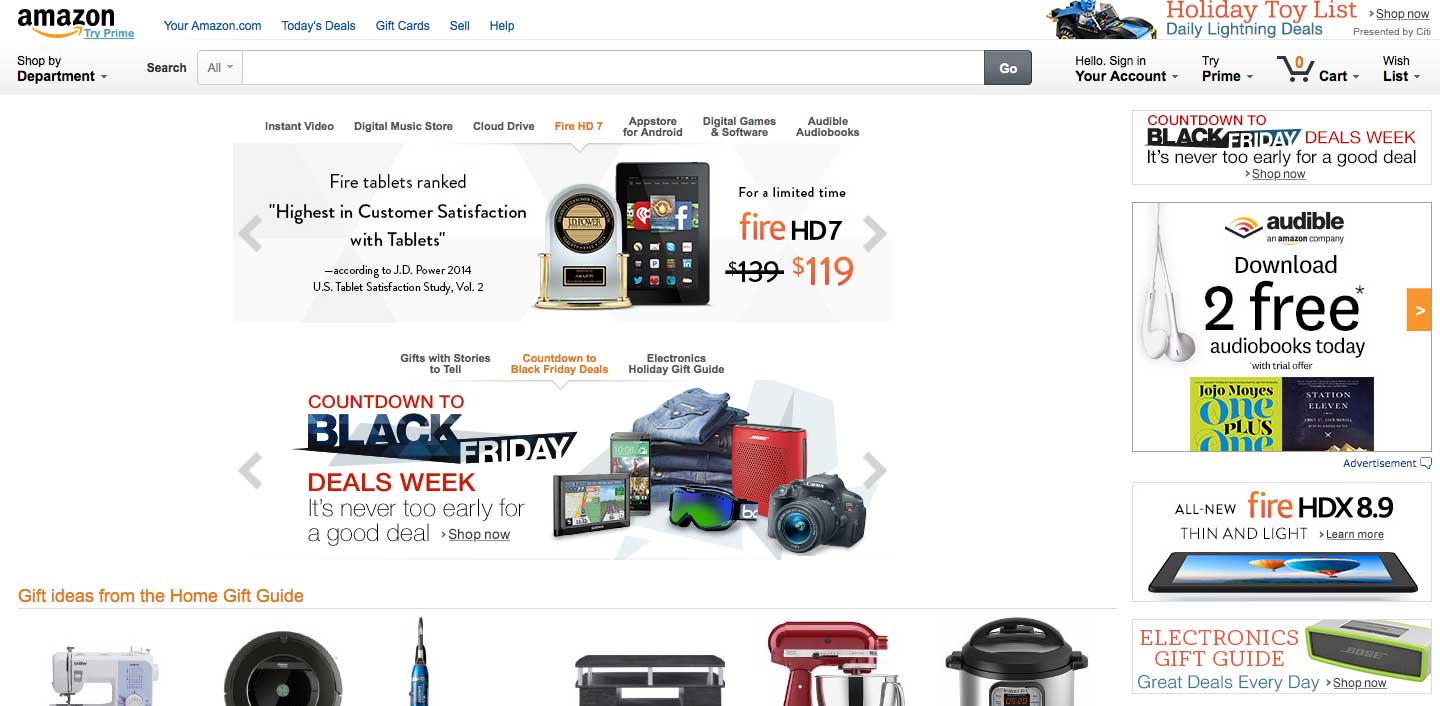 amazon
Try Prime
Your Amazon.com Today's Deals Gift Cards Sell Help
Holiday Toy List
Daily Lightning Deals
Shop now
Presented by Citi
Shop by
Department
Search
All
Go
Hello. Sign in
Your Account
Try
Prime
0
Cart
Wish
List
Instant Video
Digital Music Store
Cloud Drive
Fire HD 7
Appstore
for Android
Digital Games
& Software
Audible
Audiobooks
Fire tablets ranked
"Highest in Customer Satisfaction
with Tablets"
—according to J.D. Power 2014
U.S. Tablet Satisfaction Study, Vol. 2
J.D. POWER
For a limited time
fire HD7
$139 $119
Gifts with Stories
to Tell
Countdown to
Black Friday Deals
Electronics
Holiday Gift Guide
COUNTDOWN TO
BLACK
FRIDAY
DEALS WEEK
It's never too early for
a good deal › Shop now
BOSE
Canon
Gift ideas from the Home Gift Guide
brother
COUNTDOWN TO
BLACK FRIDAY DEALS WEEK
It's never too early for a good deal
› Shop now
audible
an amazon company
Download
2 free*
audiobooks today
*with trial offer
>
Jojo Moyes
One
PLUS
One
STATION
ELEVEN
Advertisement
ALL-NEW fire HDX 8.9
THIN AND LIGHT › Learn more
ELECTRONICS
GIFT GUIDE
Great Deals Every Day › Shop now
BOSE